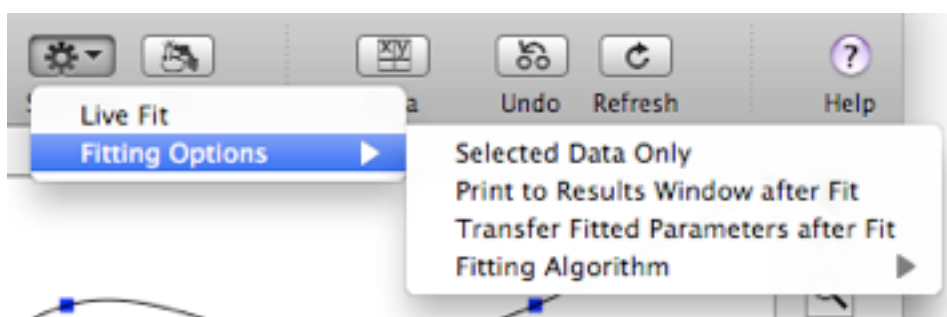 x|y
Undo Refresh Help
Live Fit
Fitting Options
Selected Data Only
Print to Results Window after Fit
Transfer Fitted Parameters after Fit
Fitting Algorithm